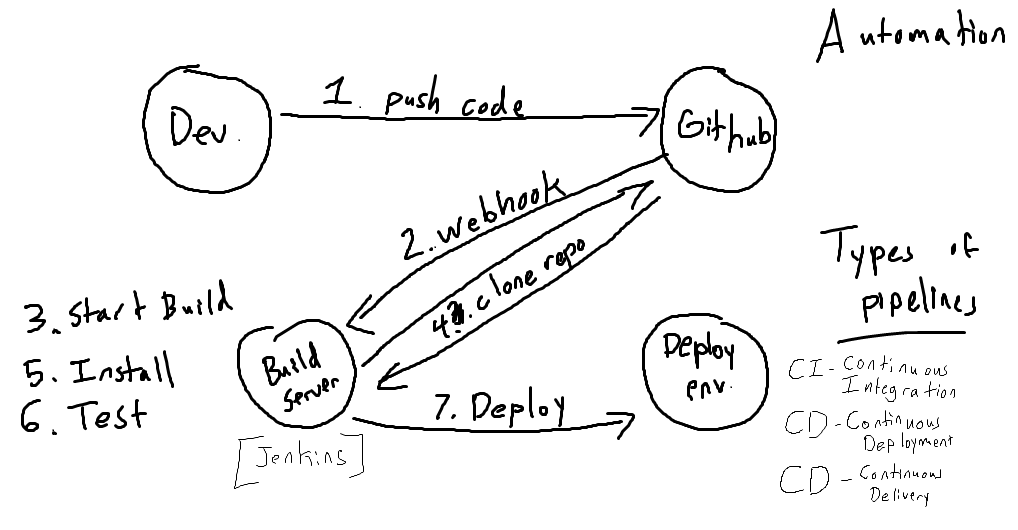 Automation
1. push code
Dev.
Github
2. webhook
4. clone repo
Types of
pipelines
3. Start Build
5. Install
6. Test
Build
Server
[Jenkins]
7. Deploy
Deploy
env.
CI - Continuous
Integration
CD - Continuous
Deployment
CD - Continuous
Delivery